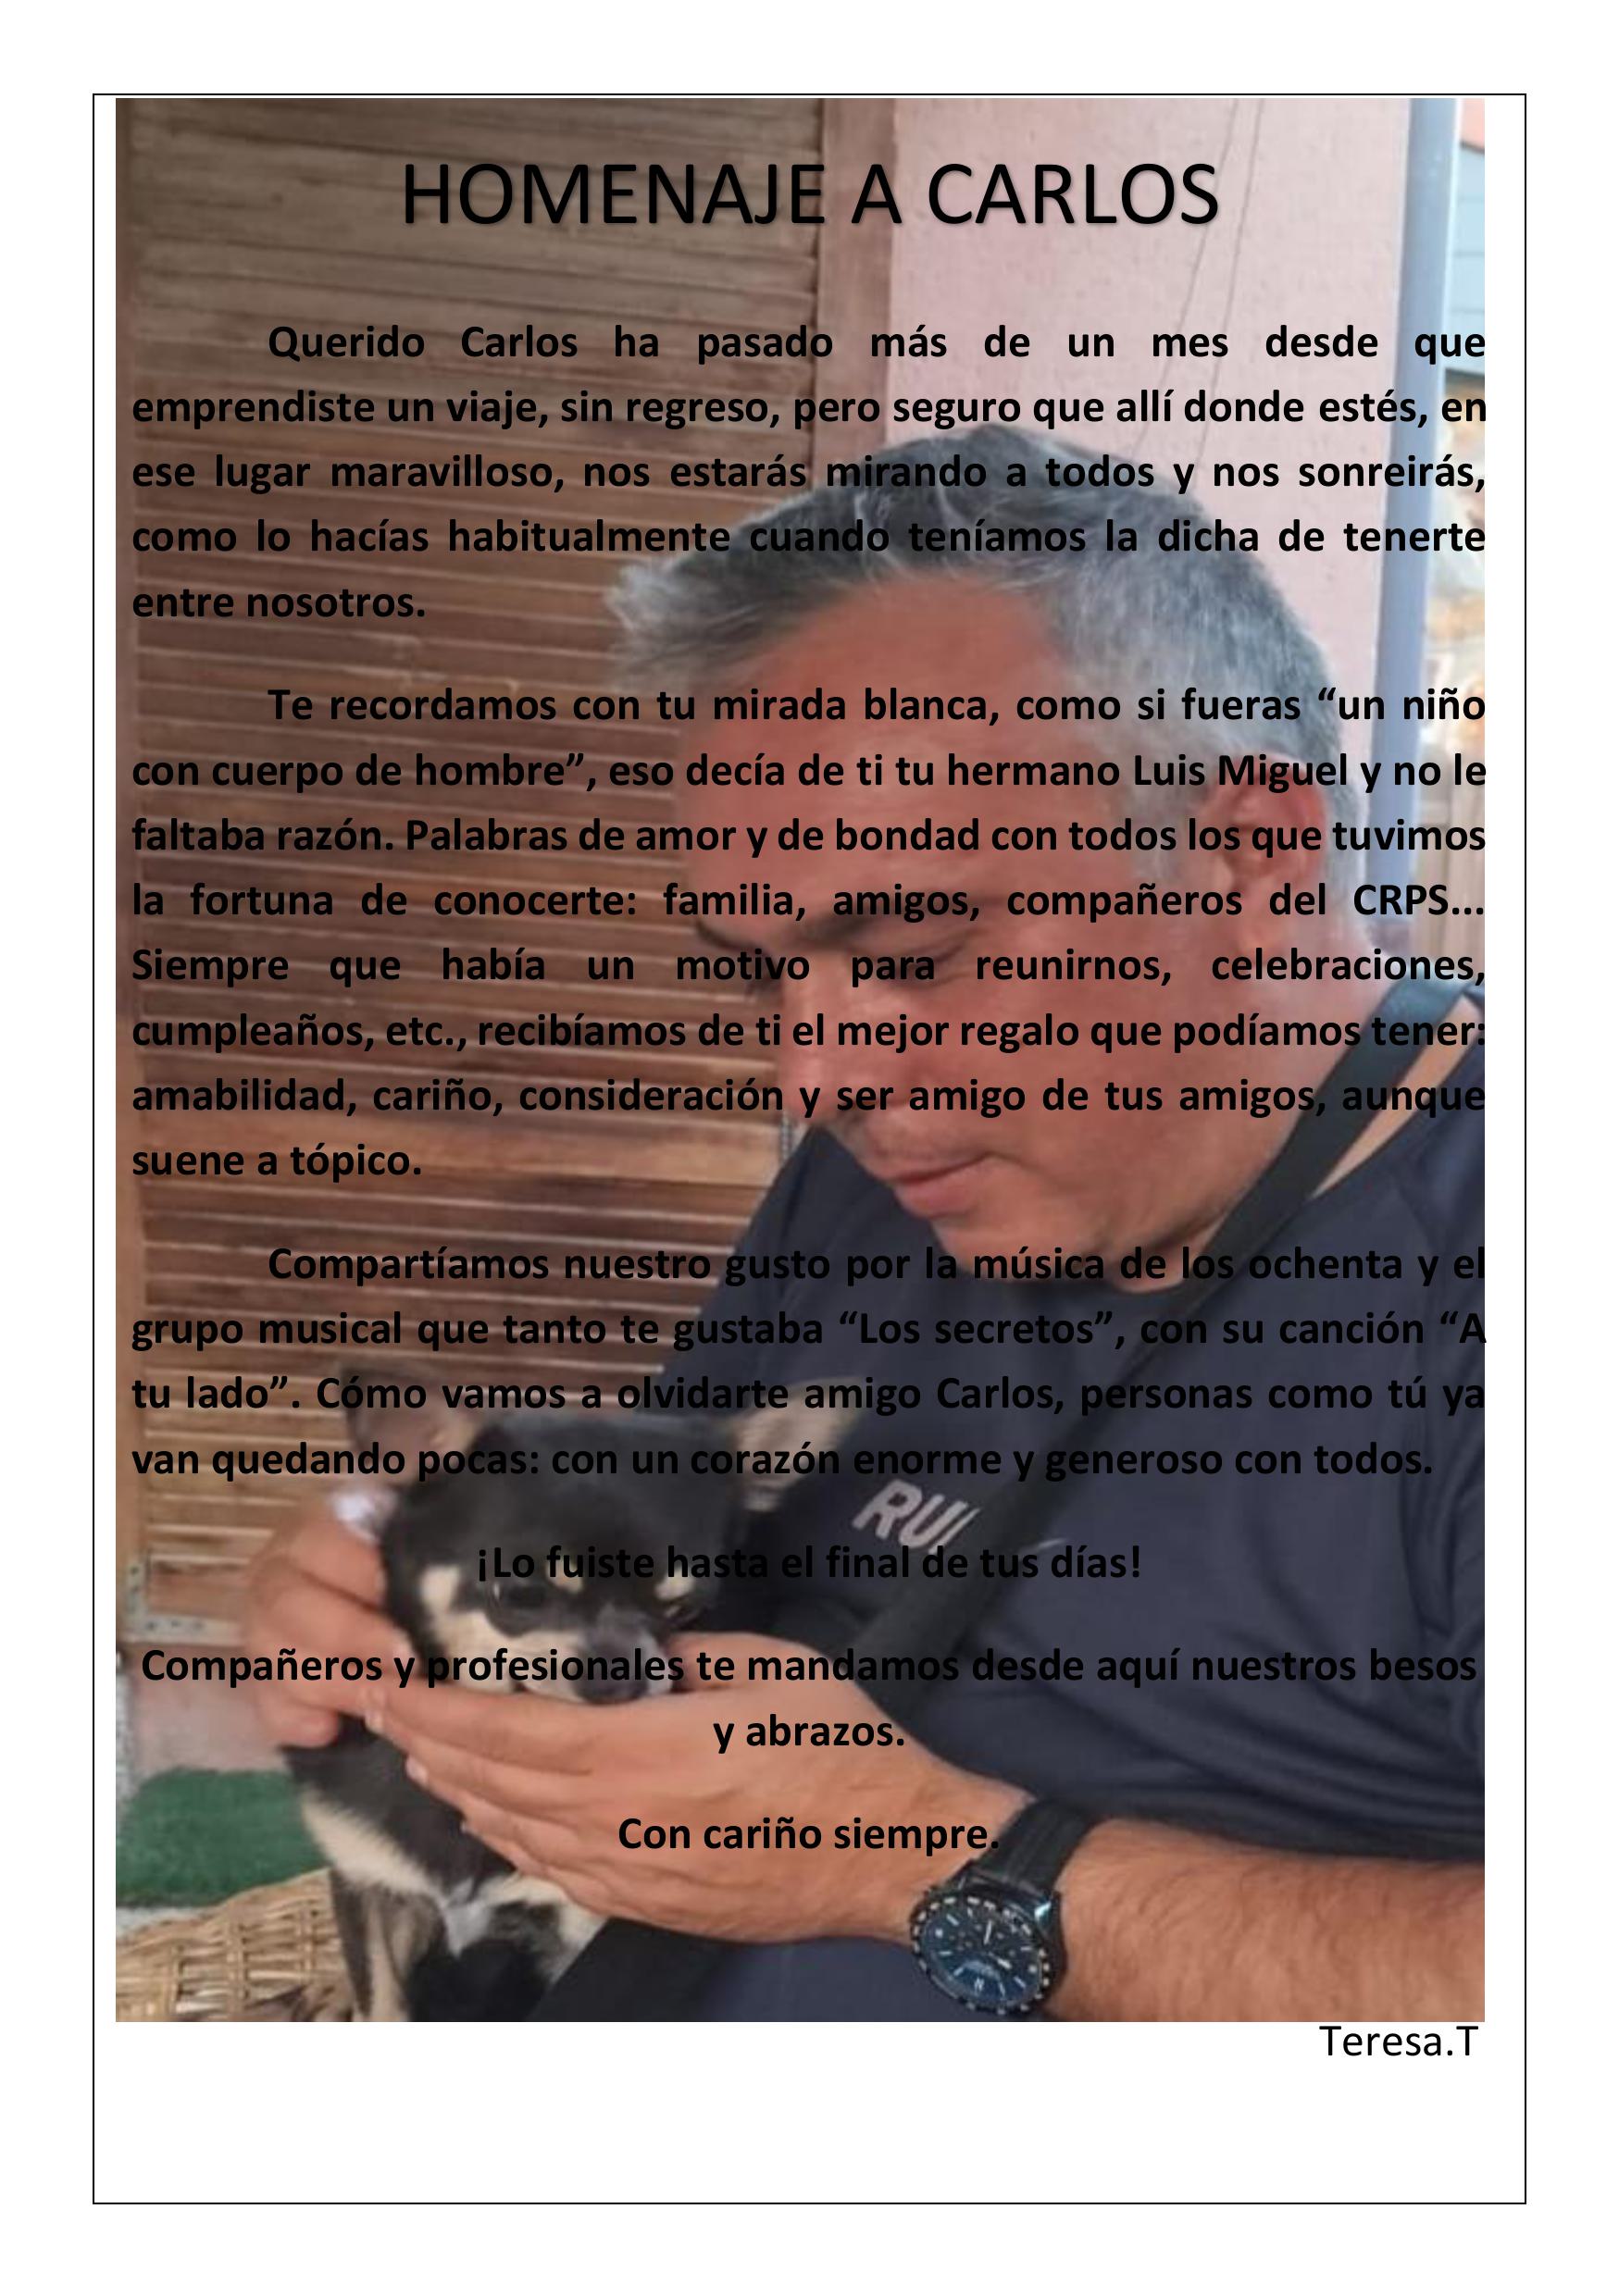 HOMENAJE A CARLOS
Querido Carlos ha pasado más de un mes desde que
emprendiste un viaje, sin regreso, pero seguro que allí donde estés, en
ese lugar maravilloso, nos estarás mirando a todos y nos sonreirás,
como lo hacías habitualmente cuando teníamos la dicha de tenerte
entre nosotros.
Te recordamos con tu mirada blanca, como si fueras “un niño
con cuerpo de hombre”, eso decía de ti tu hermano Luis Miguel y no le
faltaba razón. Palabras de amor y de bondad con todos los que tuvimos
la fortuna de conocerte: familia, amigos, compañeros del CRPS...
Siempre que había un motivo para reunirnos, celebraciones,
cumpleaños, etc., recibíamos de ti el mejor regalo que podíamos tener:
amabilidad, cariño, consideración y ser amigo de tus amigos, aunque
suene a tópico.
Compartíamos nuestro gusto por la música de los ochenta y el
grupo musical que tanto te gustaba “Los secretos”, con su canción “A
tu lado”. Cómo vamos a olvidarte amigo Carlos, personas como tú ya
van quedando pocas: con un corazón enorme y generoso con todos.
RU
¡Lo fuiste hasta el final de tus días!
Compañeros y profesionales te mandamos desde aquí nuestros besos
y abrazos.
Con cariño siempre.
Teresa.T